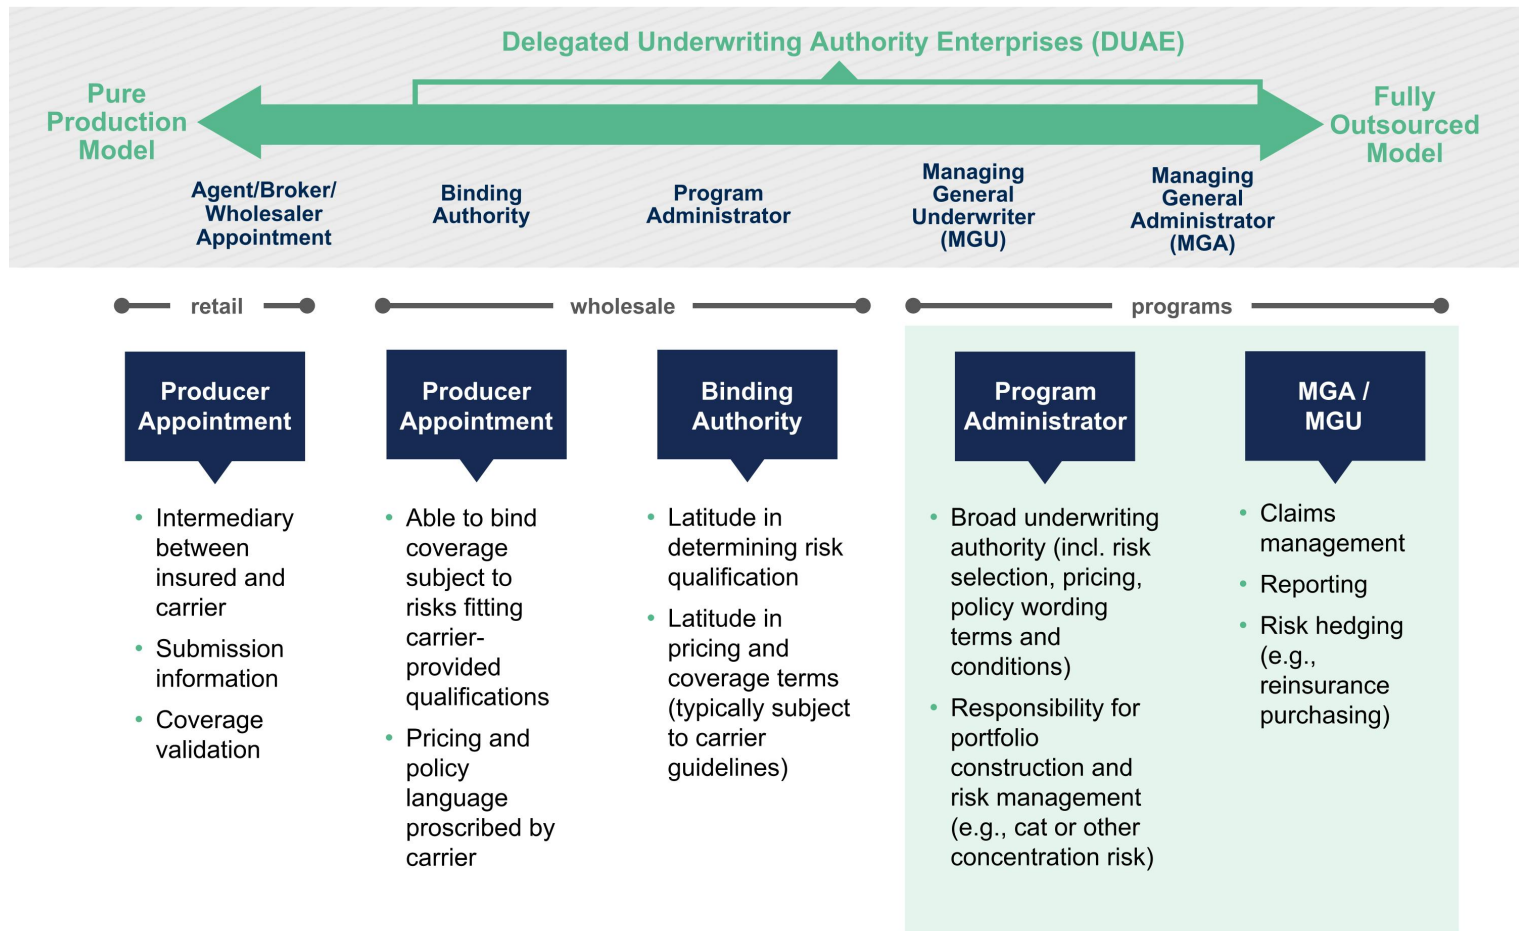 Delegated Underwriting Authority Enterprises (DUAE)
Pure
Production
Model
Fully
Outsourced
Model
Agent/Broker/
Wholesaler
Appointment
Binding
Authority
Program
Administrator
Managing
General
Underwriter
(MGU)
Managing
General
Administrator
(MGA)
retail
wholesale
programs
Producer
Appointment
• Intermediary
between
insured and
carrier
• Submission
information
• Coverage
validation
Producer
Appointment
• Able to bind
coverage
subject to
risks fitting
carrier-
provided
qualifications
• Pricing and
policy
language
proscribed by
carrier
Binding
Authority
• Latitude in
determining risk
qualification
• Latitude in
pricing and
coverage terms
(typically subject
to carrier
guidelines)
Program
Administrator
• Broad underwriting
authority (incl. risk
selection, pricing,
policy wording
terms and
conditions)
• Responsibility for
portfolio
construction and
risk management
(e.g., cat or other
concentration risk)
MGA /
MGU
• Claims
management
• Reporting
• Risk hedging
(e.g.,
reinsurance
purchasing)